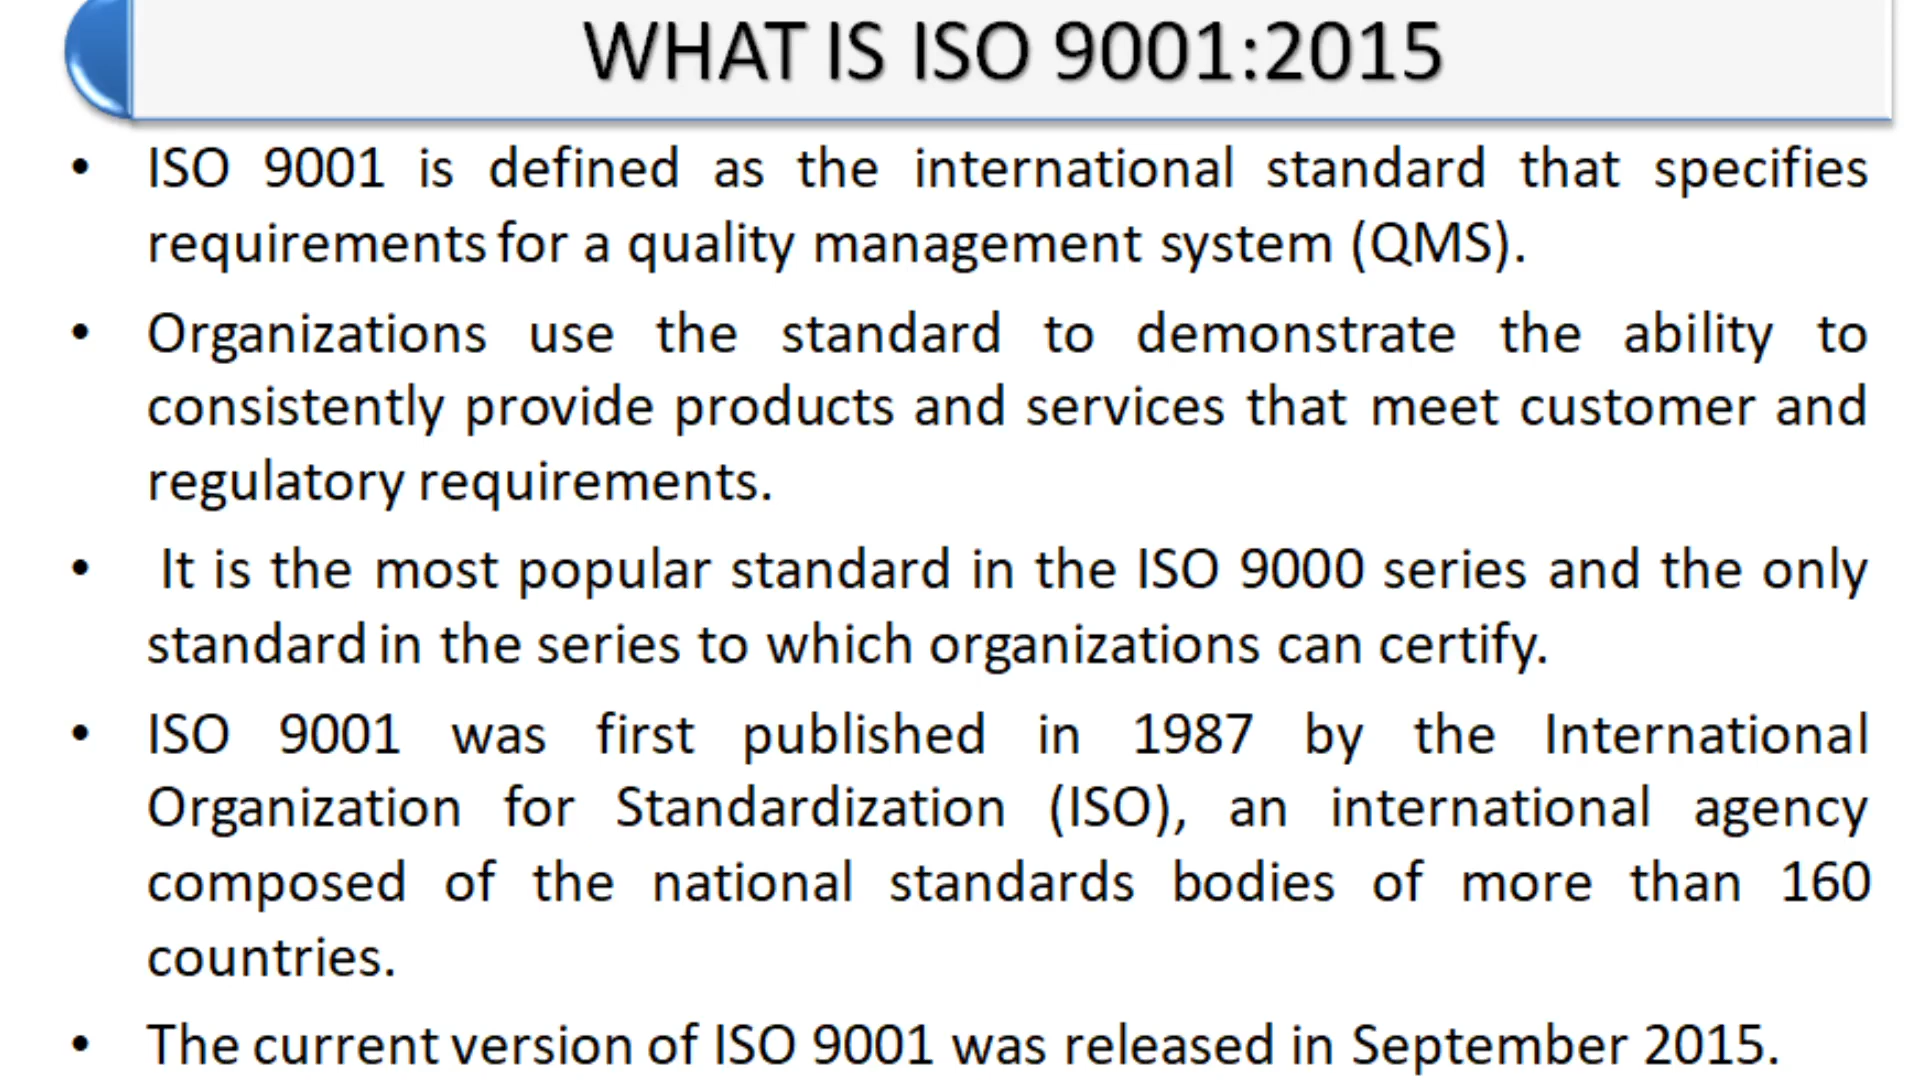 WHAT IS ISO 9001:2015
• ISO 9001 is defined as the international standard that specifies
requirements for a quality management system (QMS).
• Organizations use the standard to demonstrate the ability to
consistently provide products and services that meet customer and
regulatory requirements.
• It is the most popular standard in the ISO 9000 series and the only
standard in the series to which organizations can certify.
• ISO 9001 was first published in 1987 by the International
Organization for Standardization (ISO), an international agency
composed of the national standards bodies of more than 160
countries.
• The current version of ISO 9001 was released in September 2015.